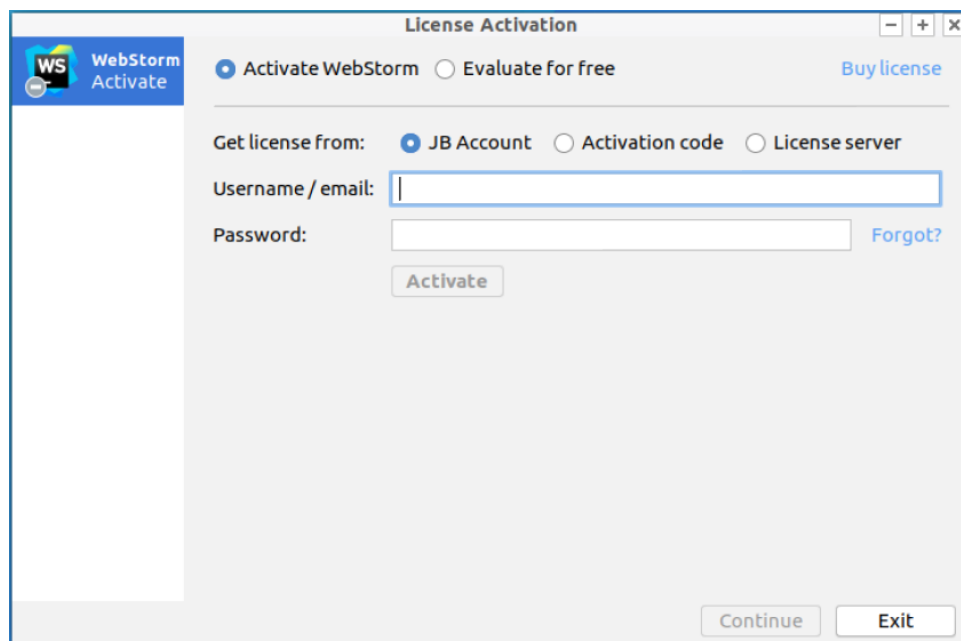 License Activation
WS
WebStorm
Activate
Activate WebStorm Evaluate for free Buy license
Get license from: JB Account Activation code License server
Username / email:
Password: Forgot?
Activate
Continue Exit